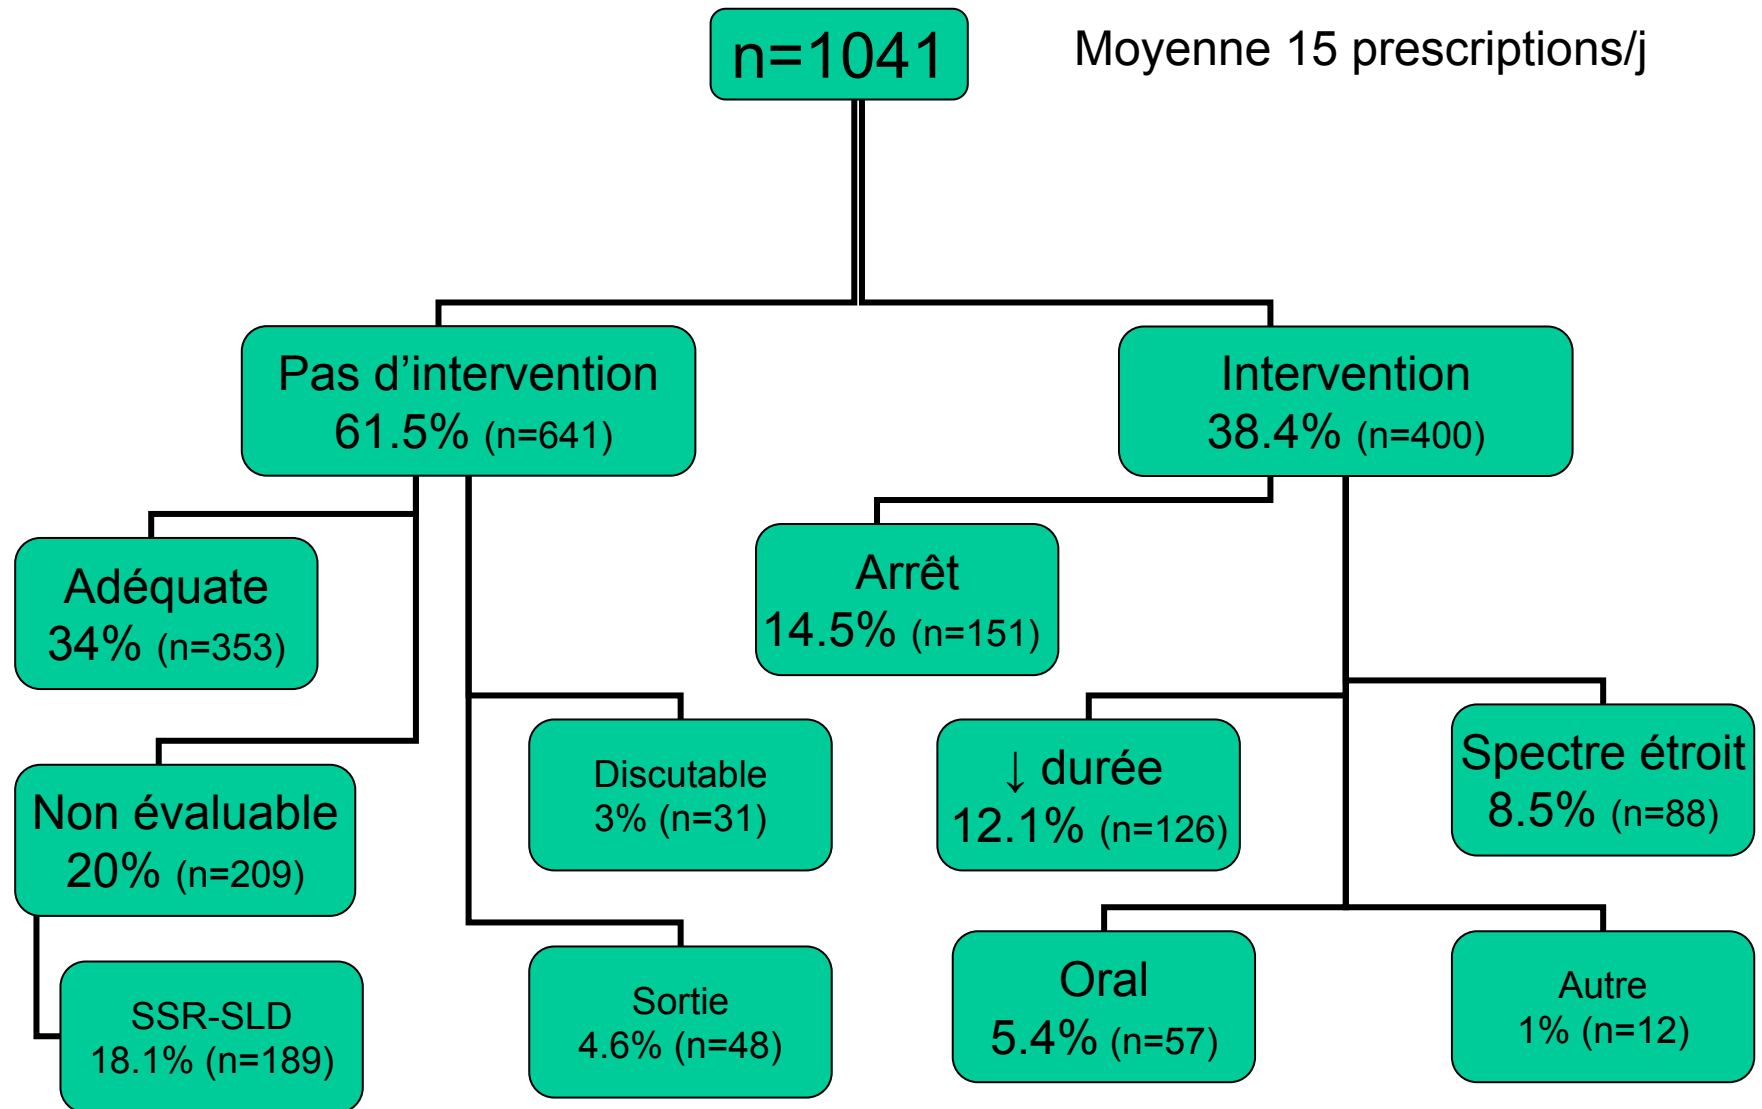 n=1041
Moyenne 15 prescriptions/j
Pas d’intervention
61.5% (n=641)
Intervention
38.4% (n=400)
Adéquate
34% (n=353)
Arrêt
14.5% (n=151)
Non évaluable
20% (n=209)
Discutable
3% (n=31)
↓ durée
12.1% (n=126)
Spectre étroit
8.5% (n=88)
SSR-SLD
18.1% (n=189)
Sortie
4.6% (n=48)
Oral
5.4% (n=57)
Autre
1% (n=12)